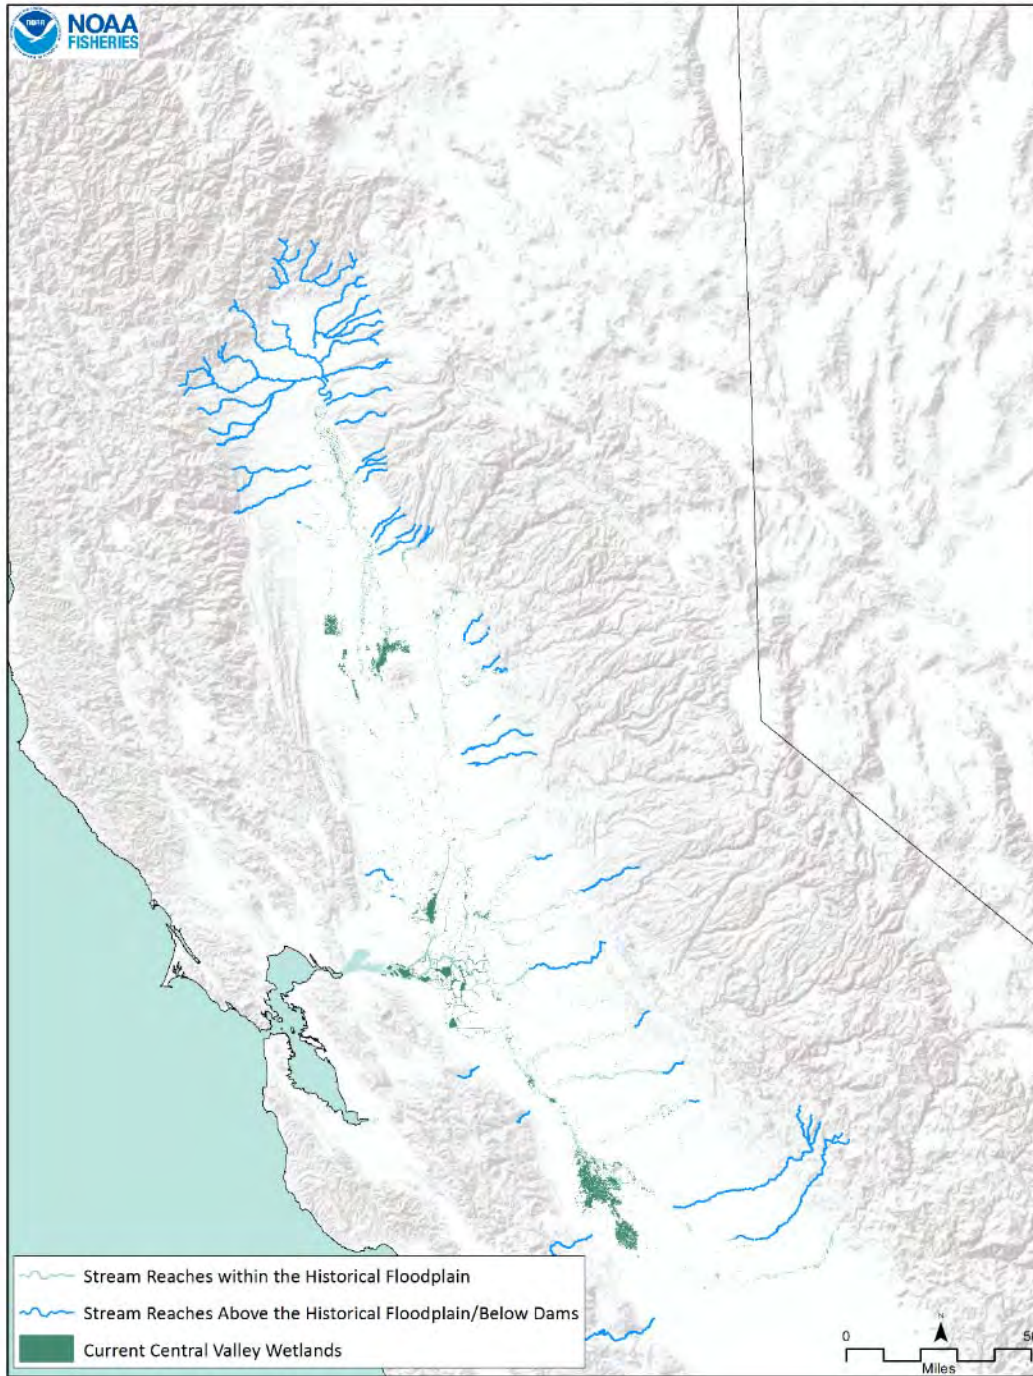 NOAA
FISHERIES
Stream Reaches within the Historical Floodplain
Stream Reaches Above the Historical Floodplain/Below Dams
Current Central Valley Wetlands
N
0
50
Miles